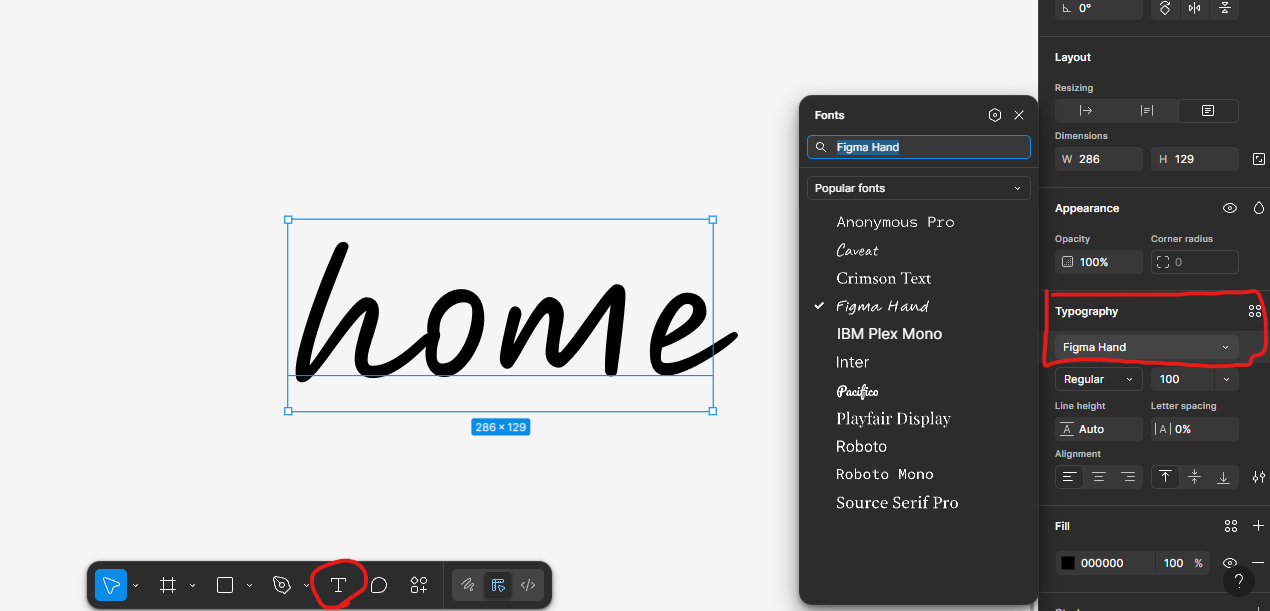 0°
Layout
Resizing
Dimensions
W 286
H 129
Appearance
Opacity
Corner radius
100%
0
Typography
Figma Hand
Regular
100
Line height
Letter spacing
A Auto
|A| 0%
Alignment
Fill
000000
100 %
?
Fonts
Figma Hand
Popular fonts
Anonymous Pro
Caveat
Crimson Text
Figma Hand
IBM Plex Mono
Inter
Pacifico
Playfair Display
Roboto
Roboto Mono
Source Serif Pro
home
286 × 129
T